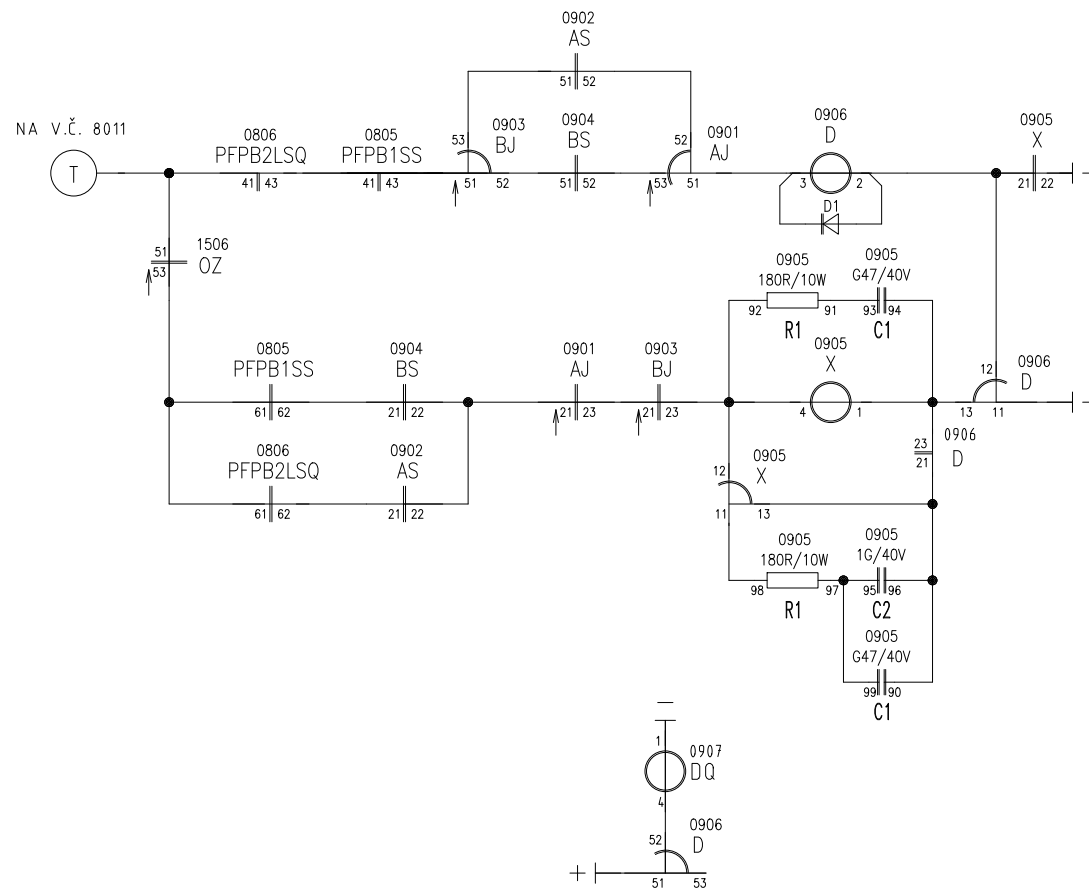 0902
AS
51 52
NA V.Č. 8011
T
0806
PFPB2LSQ
41 43
0805
PFPB1SS
41 43
53
0903
BJ
51 52
0904
BS
51 52
52
0901
AJ
53 51
0906
D
3 2
D1
0905
X
21 22
-
51
53
1506
OZ
0905
180R/10W
92 91
R1
0905
G47/40V
93 94
C1
0805
PFPB1SS
61 62
0904
BS
21 22
0901
AJ
21 23
0903
BJ
21 23
0905
X
4 1
12
0906
D
13 11
-
0806
PFPB2LSQ
61 62
0902
AS
21 22
12
0905
X
11 13
23
21
0906
D
0905
180R/10W
98 97
R1
0905
1G/40V
95 96
C2
0905
G47/40V
99 90
C1
-
1
0907
DQ
4
52
0906
D
+
51 53